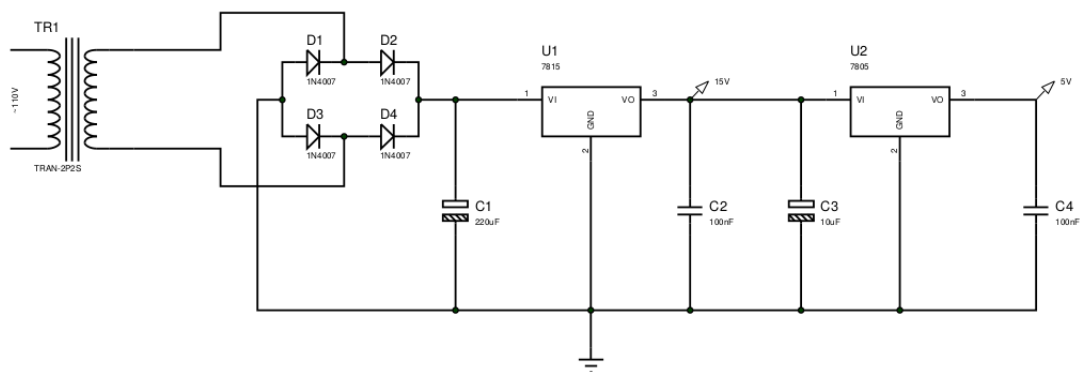 TR1
~110V
TRAN-2P2S
D1
1N4007
D2
1N4007
D3
1N4007
D4
1N4007
C1
220uF
U1
7815
1
VI
VO
3
GND
2
15V
C2
100nF
C3
10uF
U2
7805
1
VI
VO
3
GND
2
5V
C4
100nF